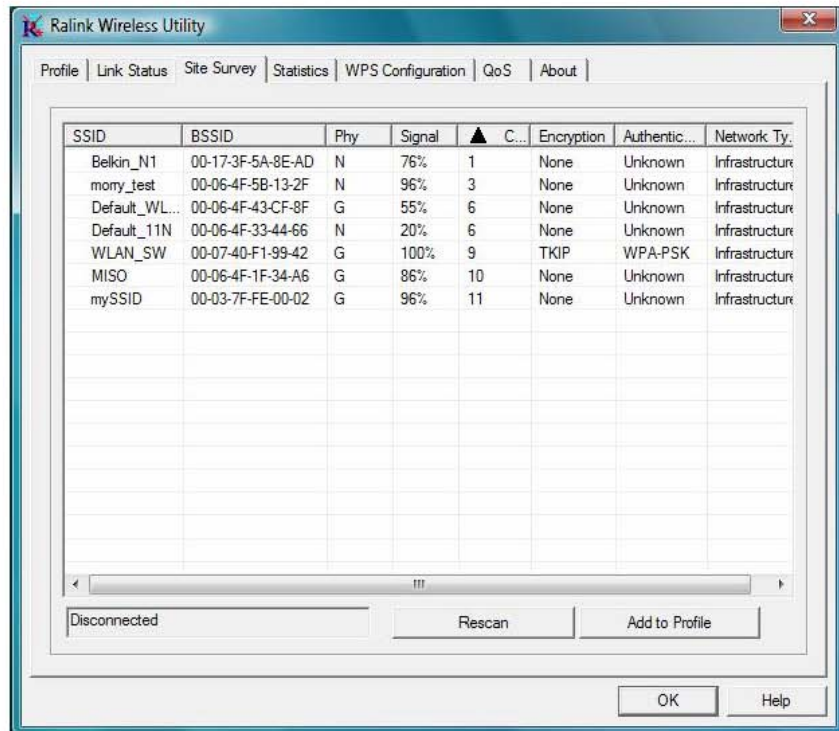 Ralink Wireless Utility
Profile Link Status Site Survey Statistics WPS Configuration QoS About
SSID BSSID Phy Signal C... Encryption Authentic... Network Ty.
Belkin_N1 00-17-3F-5A-8E-AD N 76% 1 None Unknown Infrastructure
morry_test 00-06-4F-5B-13-2F N 96% 3 None Unknown Infrastructure
Default_WL... 00-06-4F-43-CF-8F G 55% 6 None Unknown Infrastructure
Default_11N 00-06-4F-33-44-66 N 20% 6 None Unknown Infrastructure
WLAN_SW 00-07-40-F1-99-42 G 100% 9 TKIP WPA-PSK Infrastructure
MISO 00-06-4F-1F-34-A6 G 86% 10 None Unknown Infrastructure
mySSID 00-03-7F-FE-00-02 G 96% 11 None Unknown Infrastructure
Disconnected Rescan Add to Profile
OK Help